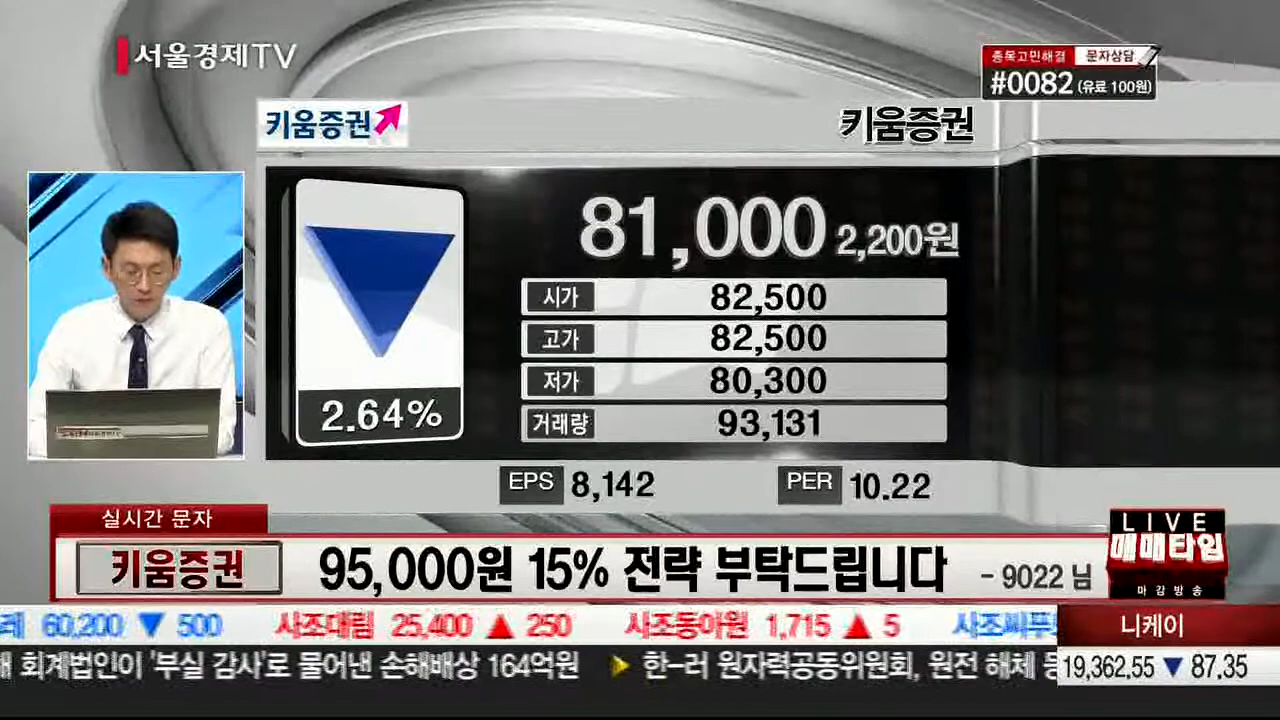 서울경제TV
종목고민해결 문자상담
#0082 (유료 100원)
키움증권
키움증권
81,000 2,200원
시가 82,500
고가 82,500
저가 80,300
거래량 93,131
2.64%
EPS 8,142 PER 10.22
실시간 문자
키움증권 95,000원 15% 전략 부탁드립니다 - 9022 님
LIVE
매매타임
마감방송
60,200 ▼ 500 사조대림 25,400 ▲ 250 사조동아원 1,715 ▲ 5 사조씨푸드
니케이
회계법인이 '부실 감사'로 물어낸 손해배상 164억원 ▶ 한-러 원자력공동위원회, 원전 해체
19,362.55 ▼ 87.35